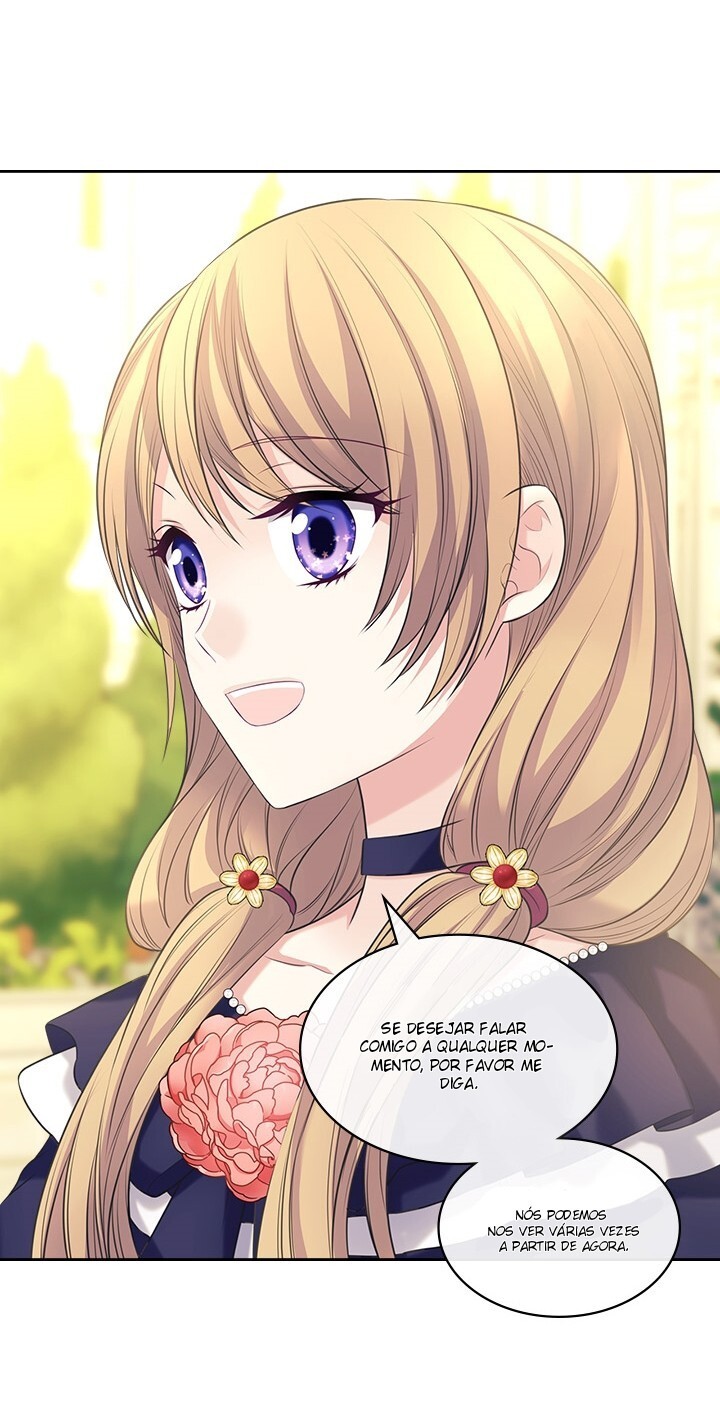 SE DESEJAR FALAR
COMIGO A QUALQUER MO-
MENTO, POR FAVOR ME
DIGA.
NÓS PODEMOS
NOS VER VÁRIAS VEZES
A PARTIR DE AGORA.